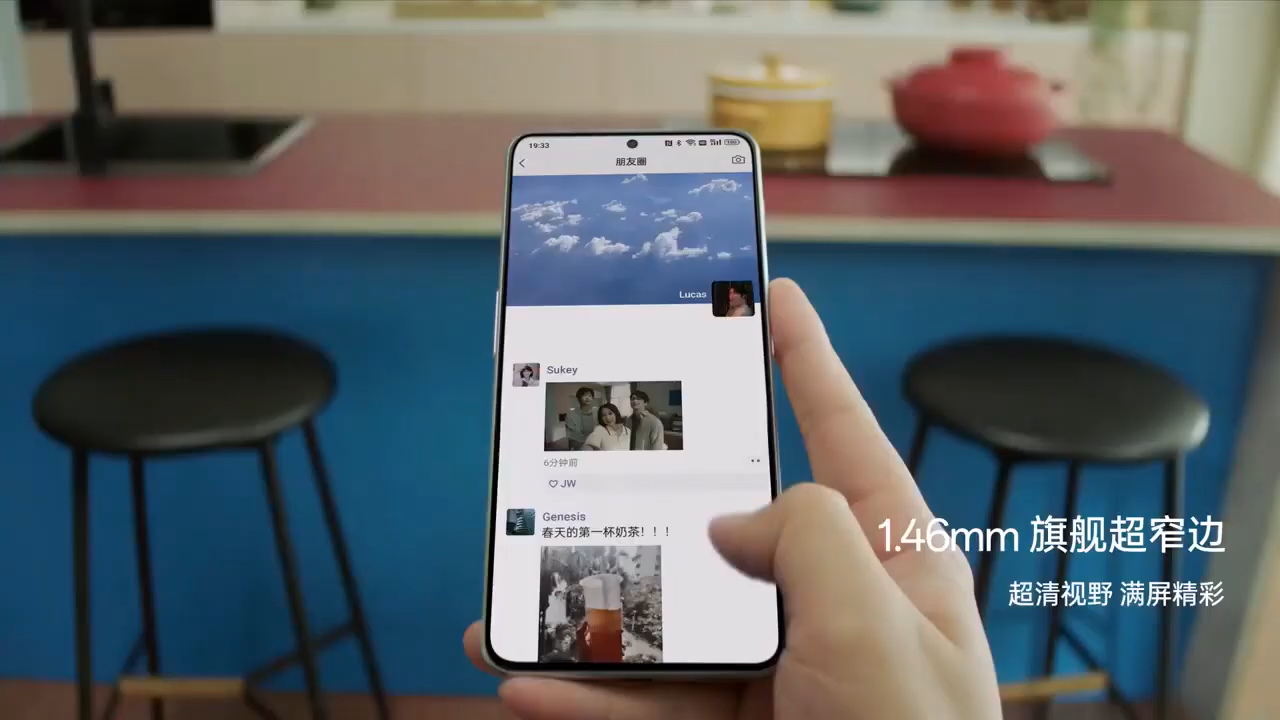 19:33
朋友圈
Lucas
Sukey
6分钟前
JW
Genesis
春天的第一杯奶茶！！！
1.46mm 旗舰超窄边
超清视野 满屏精彩